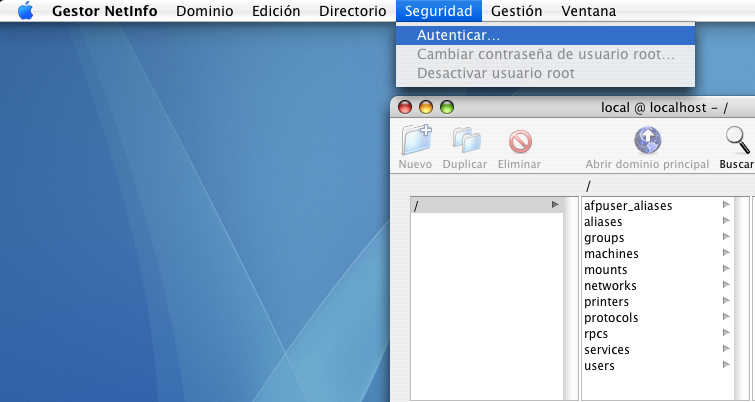 Gestor NetInfo Dominio Edición Directorio Seguridad Gestión Ventana
Autenticar...
Cambiar contraseña de usuario root...
Desactivar usuario root
local @ localhost - /
Nuevo Duplicar Eliminar Abrir dominio principal Buscar
/
/
afpuser_aliases
aliases
groups
machines
mounts
networks
printers
protocols
rpcs
services
users